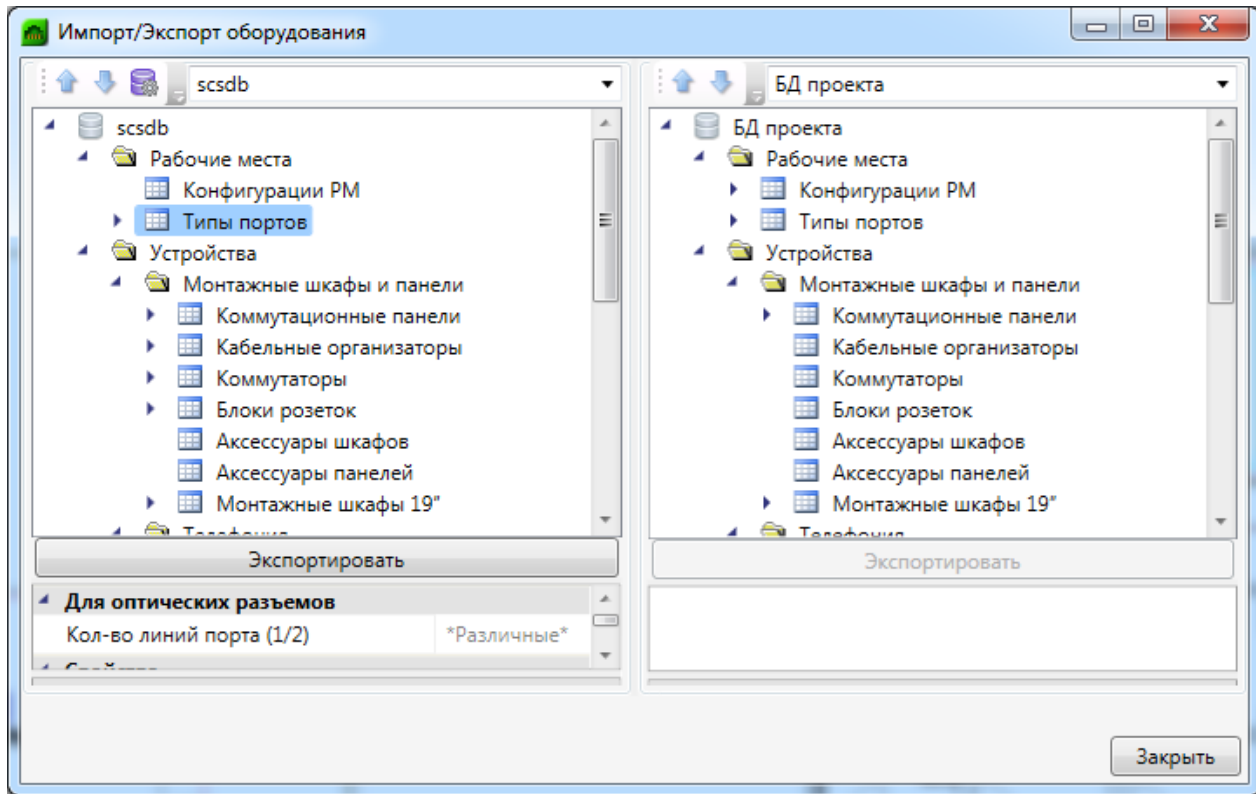 Импорт/Экспорт оборудования
scsdb
scsdb
Рабочие места
Конфигурации РМ
Типы портов
Устройства
Монтажные шкафы и панели
Коммутационные панели
Кабельные организаторы
Коммутаторы
Блоки розеток
Аксессуары шкафов
Аксессуары панелей
Монтажные шкафы 19"
Телефония
Экспортировать
Для оптических разъемов
Кол-во линий порта (1/2) *Различные*
БД проекта
БД проекта
Рабочие места
Конфигурации РМ
Типы портов
Устройства
Монтажные шкафы и панели
Коммутационные панели
Кабельные организаторы
Коммутаторы
Блоки розеток
Аксессуары шкафов
Аксессуары панелей
Монтажные шкафы 19"
Телефония
Экспортировать
Закрыть